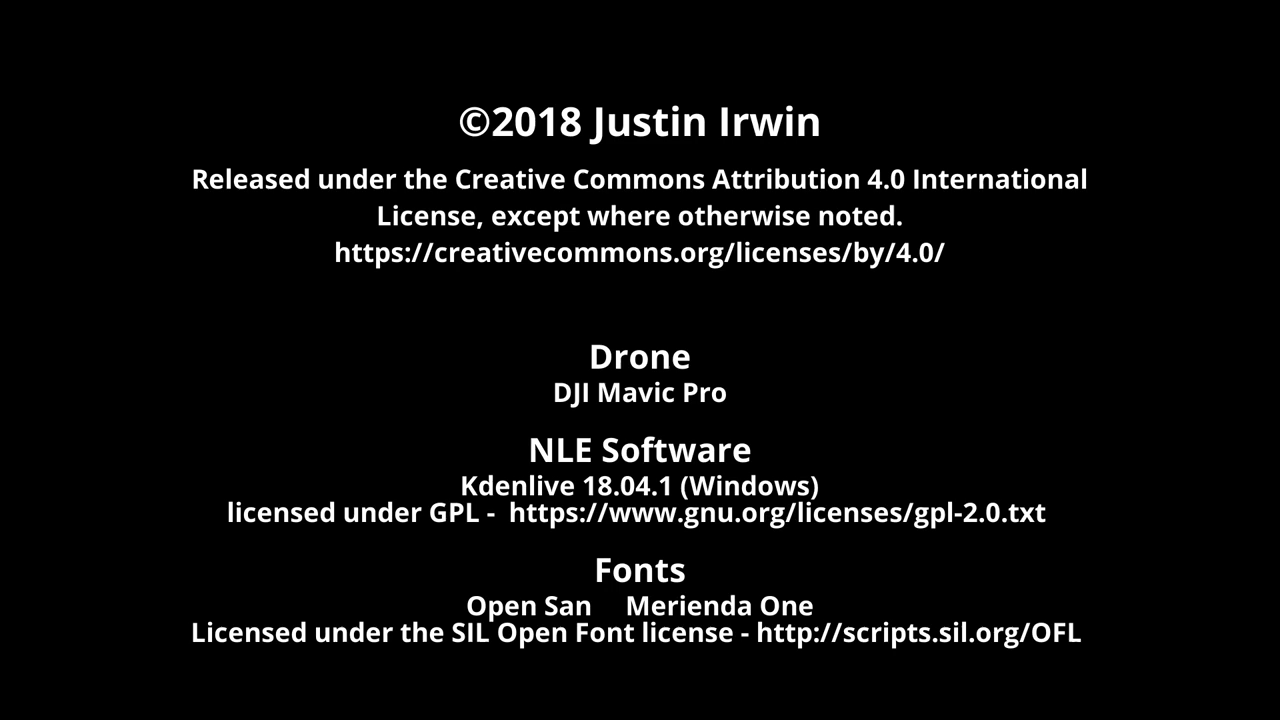 ©2018 Justin Irwin
Released under the Creative Commons Attribution 4.0 International
License, except where otherwise noted.
https://creativecommons.org/licenses/by/4.0/
Drone
DJI Mavic Pro
NLE Software
Kdenlive 18.04.1 (Windows)
licensed under GPL -  https://www.gnu.org/licenses/gpl-2.0.txt
Fonts
Open San     Merienda One
Licensed under the SIL Open Font license - http://scripts.sil.org/OFL